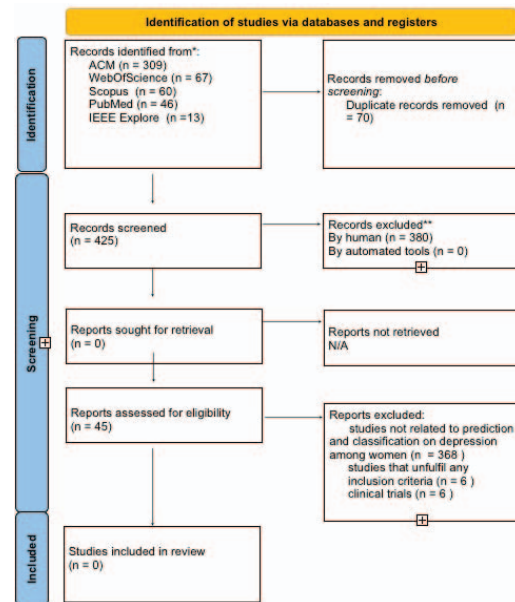 Identification of studies via databases and registers
Identification
Records identified from*:
ACM (n = 309)
WebOfScience (n = 67)
Scopus (n = 60)
PubMed (n = 46)
IEEE Explore (n =13)
Records removed before
screening:
Duplicate records removed (n
= 70)
Screening
Records screened
(n = 425)
Records excluded**
By human (n = 380)
By automated tools (n = 0)
Reports sought for retrieval
(n = 0)
Reports not retrieved
N/A
Reports assessed for eligibility
(n = 45)
Reports excluded:
studies not related to prediction
and classification on depression
among women (n = 368 )
studies that unfulfil any
inclusion criteria (n = 6 )
clinical trials (n = 6 )
Included
Studies included in review
(n = 0)